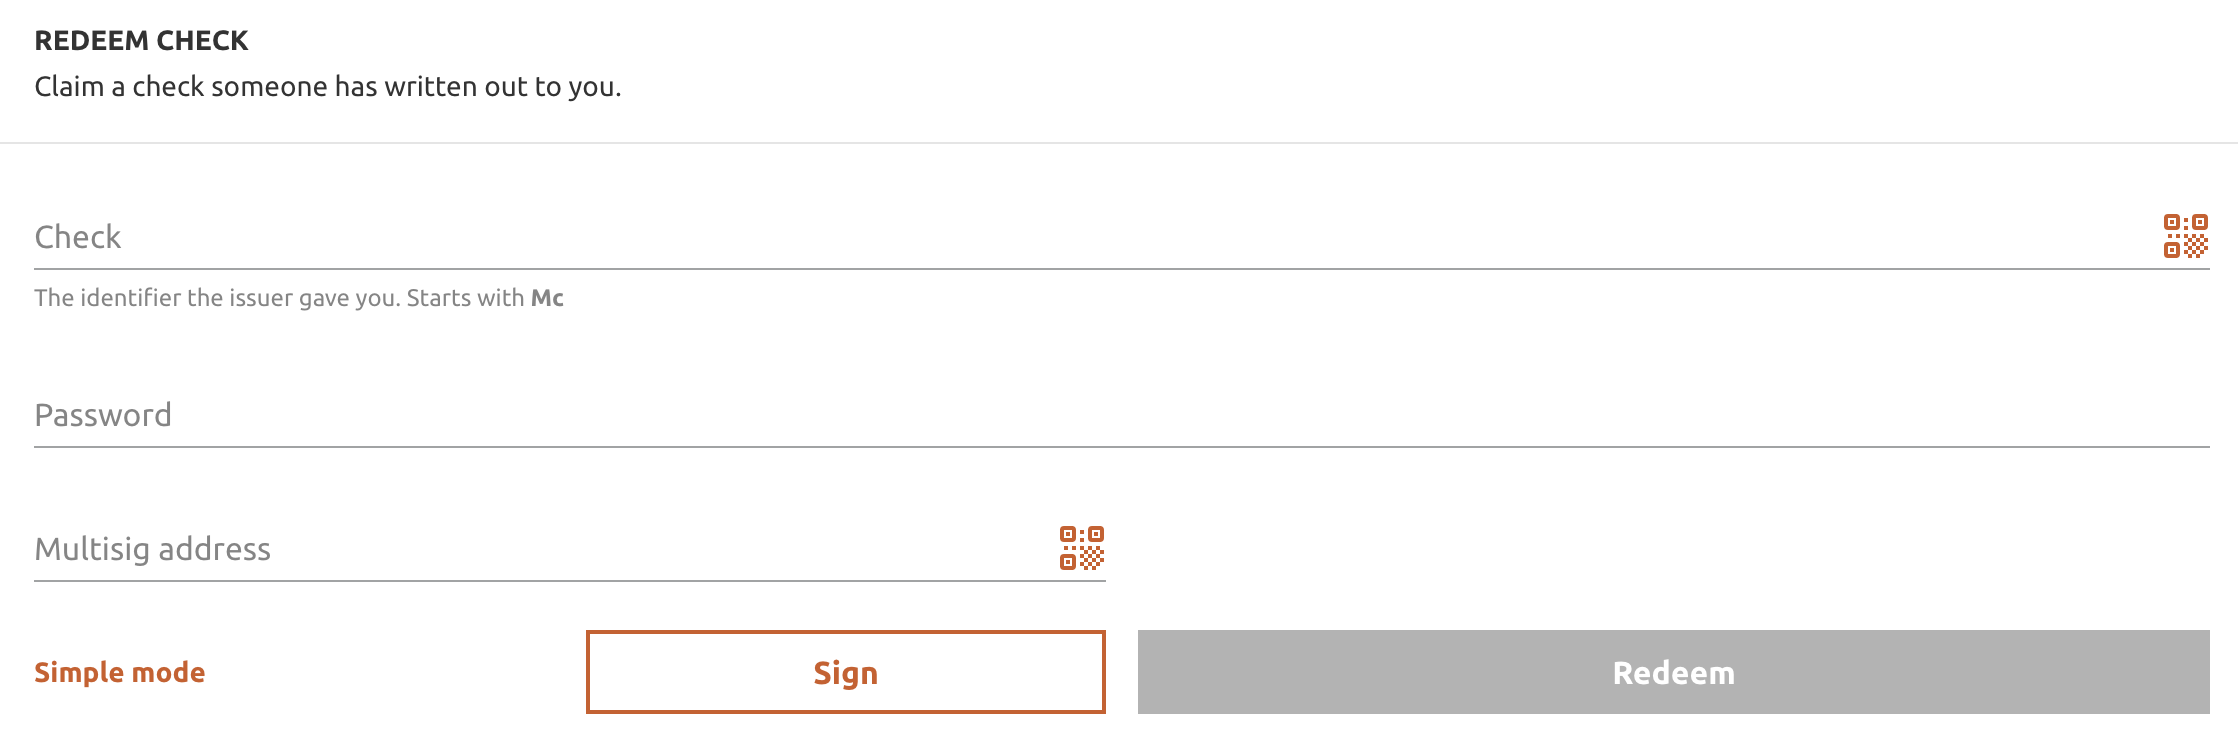 REDEEM CHECK
Claim a check someone has written out to you.
Check
The identifier the issuer gave you. Starts with Mc
Password
Multisig address
Simple mode
Sign
Redeem